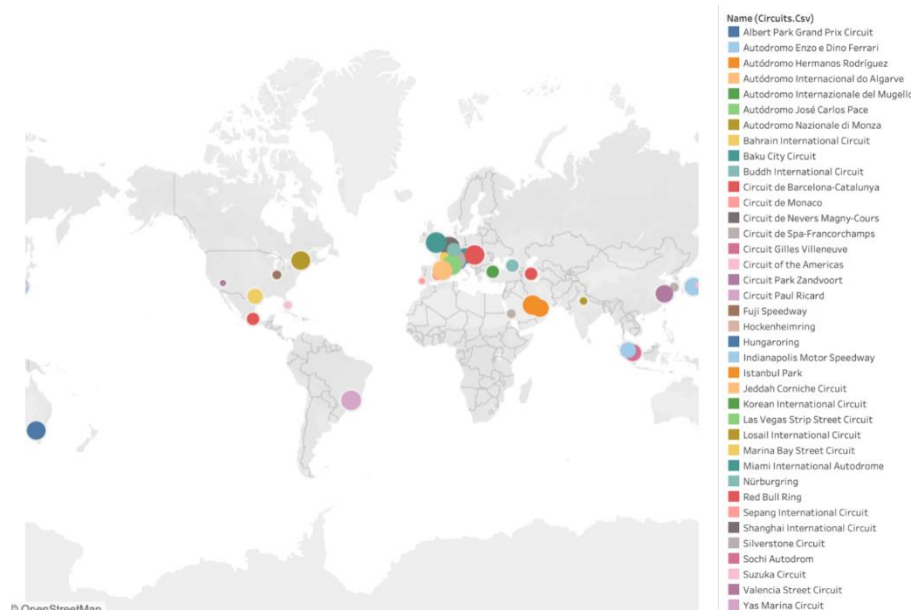 Name (Circuits.Csv)
Albert Park Grand Prix Circuit
Autodromo Enzo e Dino Ferrari
Autódromo Hermanos Rodríguez
Autódromo Internacional do Algarve
Autodromo Internazionale del Mugello
Autódromo José Carlos Pace
Autodromo Nazionale di Monza
Bahrain International Circuit
Baku City Circuit
Buddh International Circuit
Circuit de Barcelona-Catalunya
Circuit de Monaco
Circuit de Nevers Magny-Cours
Circuit de Spa-Francorchamps
Circuit Gilles Villeneuve
Circuit of the Americas
Circuit Park Zandvoort
Circuit Paul Ricard
Fuji Speedway
Hockenheimring
Hungaroring
Indianapolis Motor Speedway
Istanbul Park
Jeddah Corniche Circuit
Korean International Circuit
Las Vegas Strip Street Circuit
Losail International Circuit
Marina Bay Street Circuit
Miami International Autodrome
Nürburgring
Red Bull Ring
Sepang International Circuit
Shanghai International Circuit
Silverstone Circuit
Sochi Autodrom
Suzuka Circuit
Valencia Street Circuit
Yas Marina Circuit
© OpenStreetMap